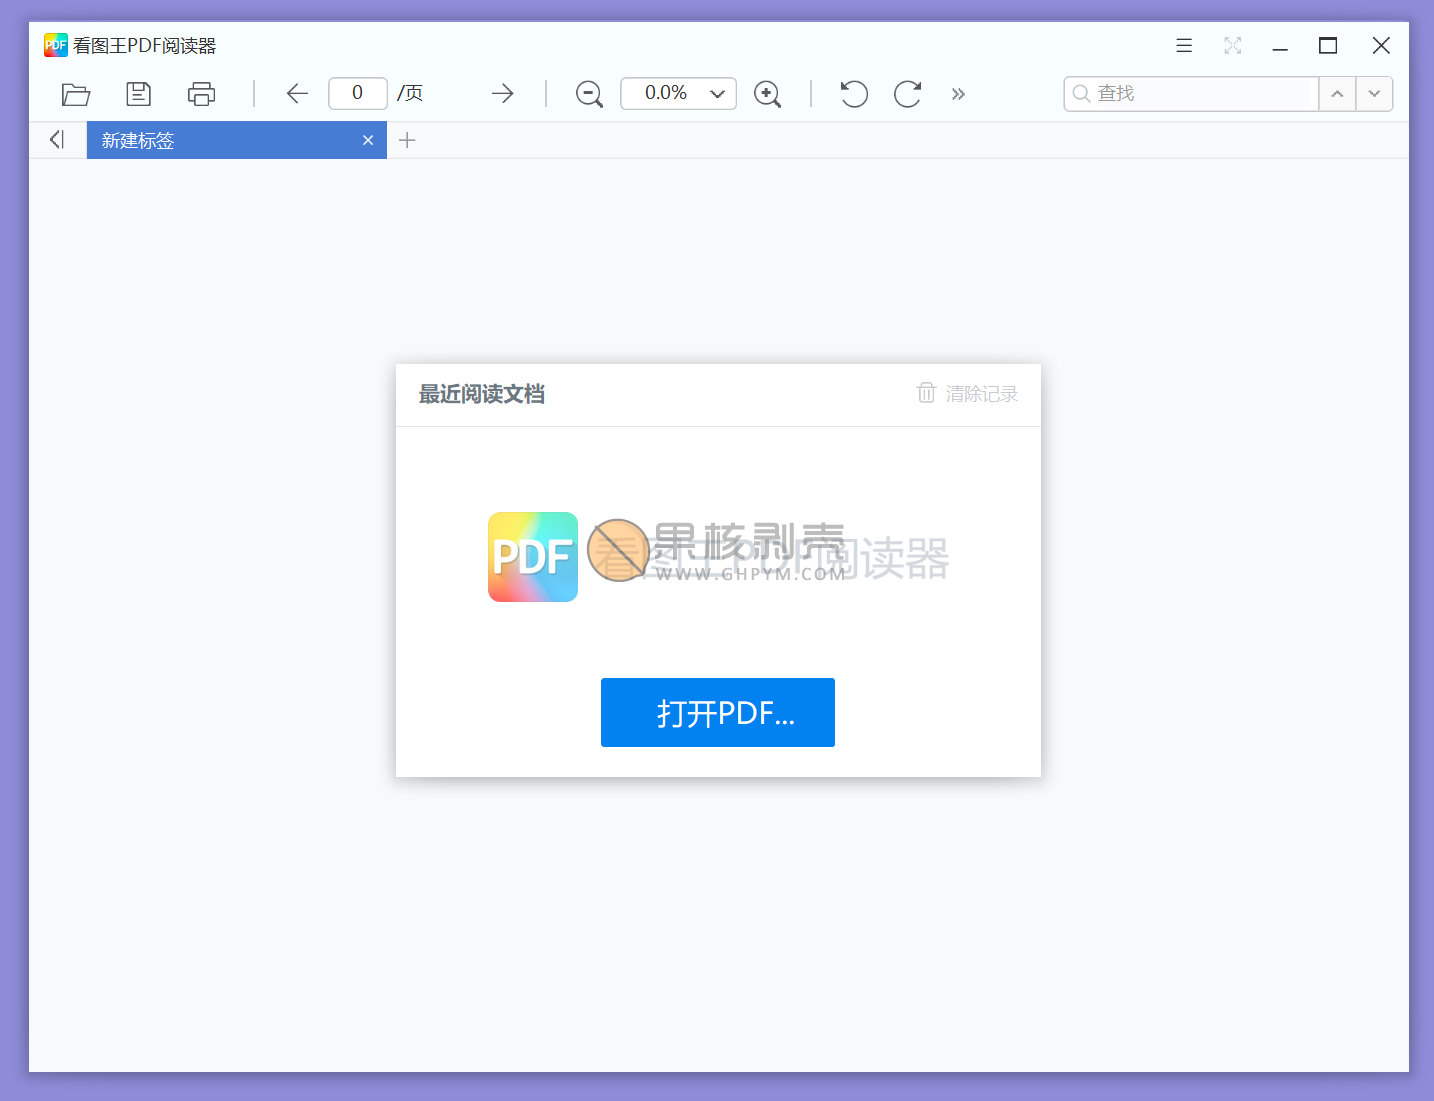 PDF 看图王PDF阅读器
0 /页 0.0% 查找
新建标签
最近阅读文档 清除记录
PDF 看图王PDF阅读器
果核剥壳
WWW.GHPYM.COM
打开PDF...